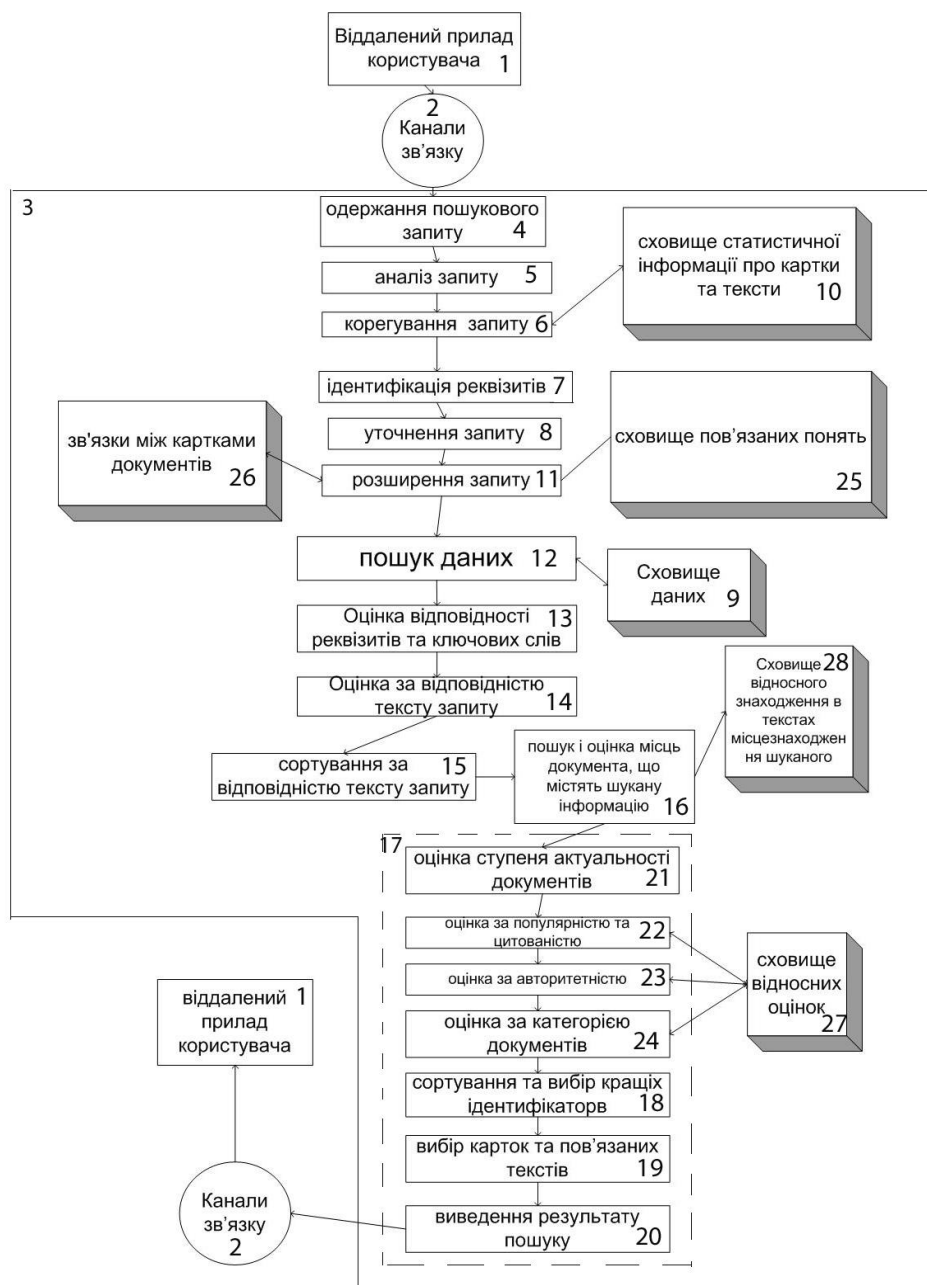 Віддалений прилад
користувача 1
2
Канали
зв’язку
3
одержання пошукового
запиту 4
аналіз запиту 5
сховище статистичної
інформації про картки
та тексти 10
корегування запиту 6
ідентифікація реквізитів 7
уточнення запиту 8
зв'язки між картками
документів
26
сховище пов’язаних понять
25
розширення запиту 11
пошук даних 12
Сховище
даних 9
Оцінка відповідності 13
реквізитів та ключових слів
Оцінка за відповідністю
тексту запиту 14
Сховище 28
відносного
знаходження в
текстах
місцезнаходжен
ня шуканого
сортування за 15
відповідністю тексту запиту
пошук і оцінка місць
документа, що
містять шукану
інформацію 16
17
оцінка ступеня актуальності
документів 21
оцінка за популярністю та
цитованістю 22
оцінка за авторитетністю 23
сховище
відносних
оцінок
27
оцінка за категорією
документів 24
сортування та вибір кращіх
ідентифікаторв 18
вибір карток та пов’язаних
текстів 19
виведення результату
пошуку 20
віддалений 1
прилад
користувача
Канали
зв’язку
2